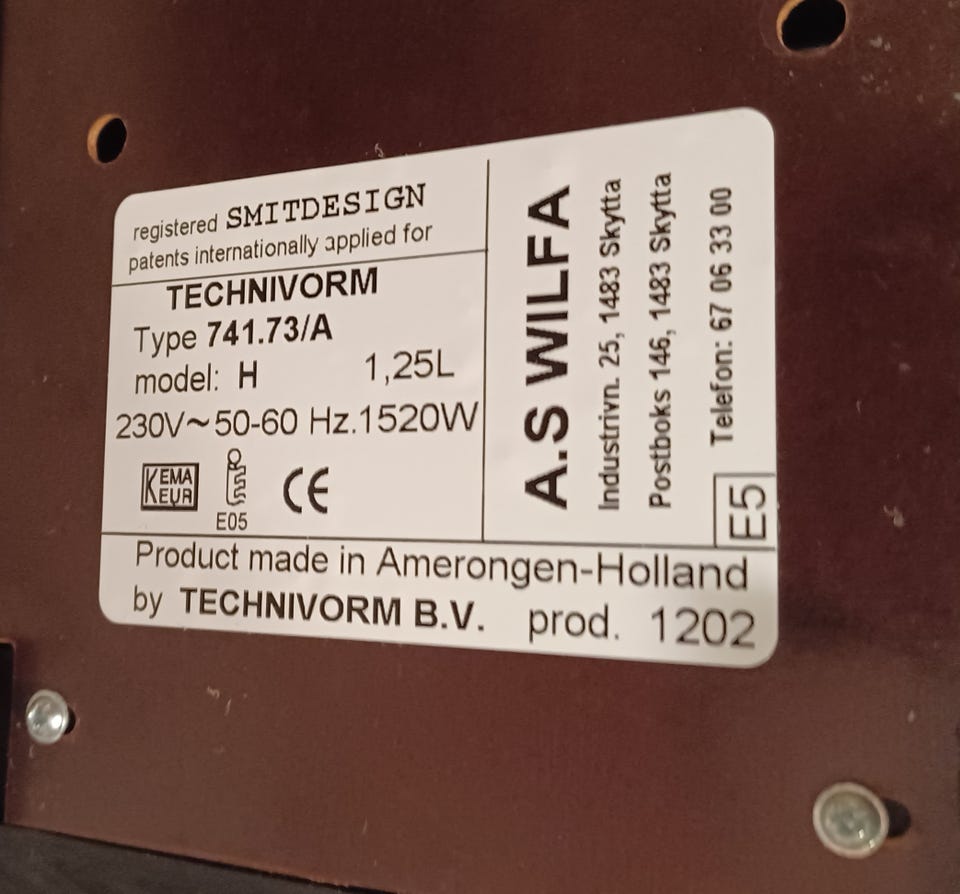 registered SMITDESIGN
patents internationally applied for
TECHNIVORM
Type 741.73/A
model: H 1,25L
230V~50-60 Hz.1520W
KEMA
EUR
E05
CE
A.S WILFA
Industrivn. 25, 1483 Skytta
Postboks 146, 1483 Skytta
Telefon: 67 06 33 00
E5
Product made in Amerongen-Holland
by TECHNIVORM B.V. prod. 1202